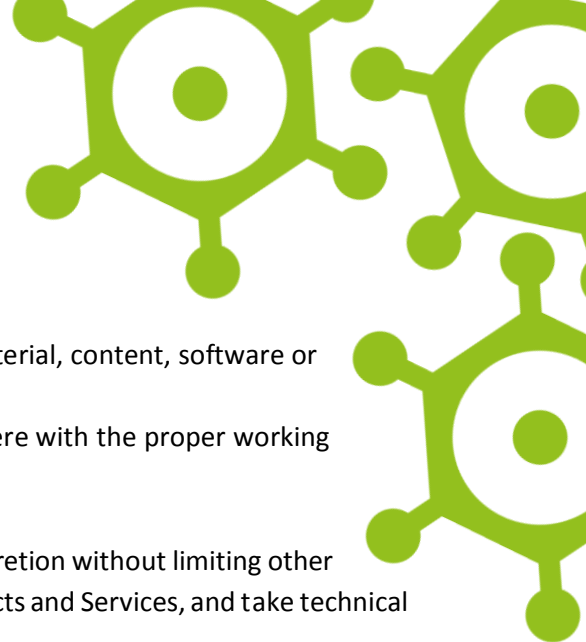 terial, content, software or
ere with the proper working
retion without limiting other
cts and Services, and take technical